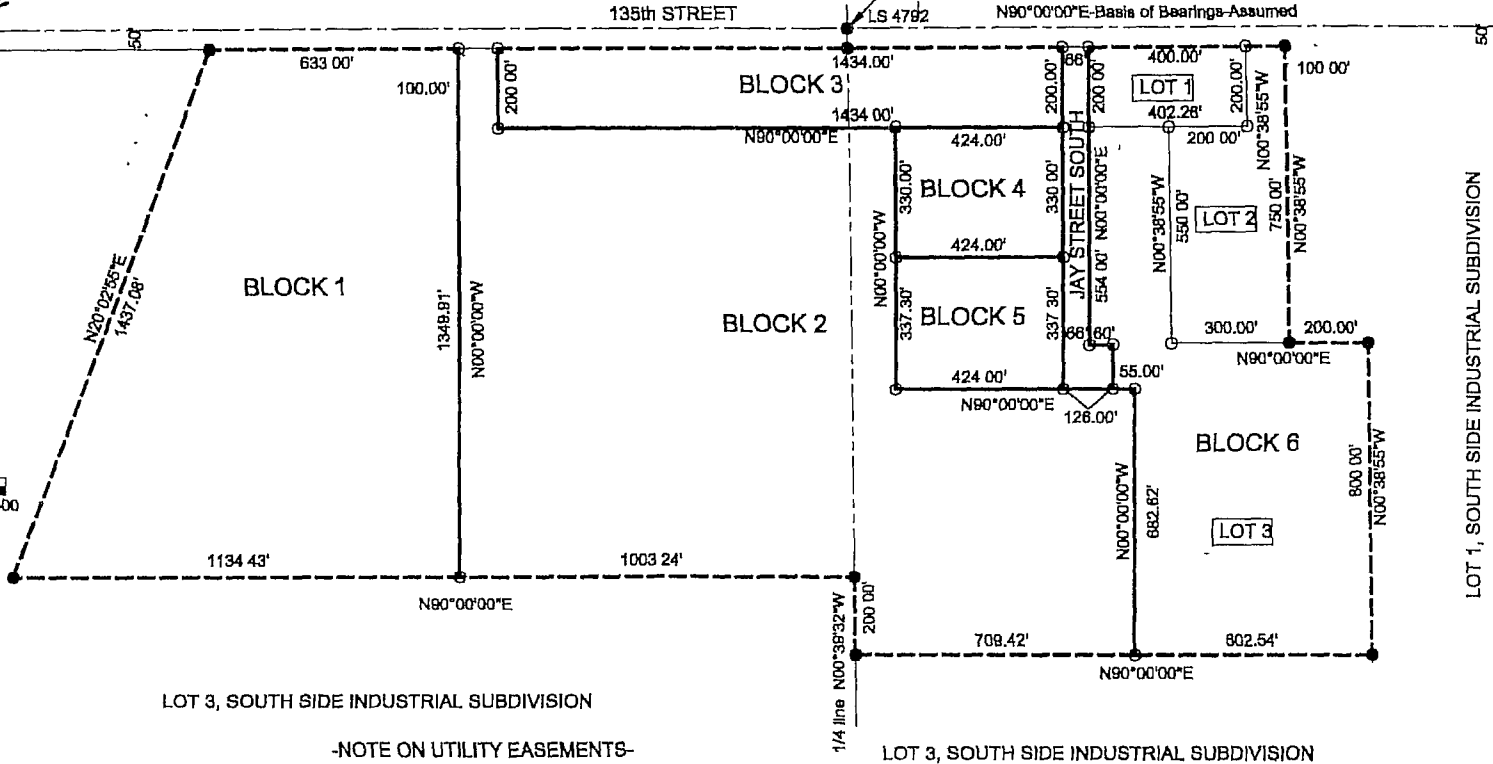 135th STREET
LS 4792
N90°00'00"E-Basis of Bearings-Assumed
50'
50'
633 00'
100.00'
200 00'
BLOCK 3
1434.00'
1434 00'
N90°00'00"E
200.00'
66'
200 00'
400.00'
LOT 1
200.00'
N00°38'55"W
100 00'
402.26'
200 00'
424.00'
330.00'
BLOCK 4
330 00'
424.00'
N00°00'00"W
337.30'
BLOCK 5
337 30'
424 00'
N90°00'00"E
JAY STREET SOUTH
554 00' N00°00'00"E
66'
60'
55.00'
126.00'
N00°38'55"W
550 00'
LOT 2
750.00'
N00°38'55"W
300.00'
200.00'
N90°00'00"E
N20°02'55"E
1437.08'
BLOCK 1
1349.91'
N00°00'00"W
BLOCK 2
BLOCK 6
LOT 3
800 00'
N00°38'55"W
N00°00'00"W
682.62'
LOT 1, SOUTH SIDE INDUSTRIAL SUBDIVISION
00
1134 43'
1003 24'
N90°00'00"E
1/4 line N00°39'32"W
200 00'
709.42'
602.54'
N90°00'00"E
LOT 3, SOUTH SIDE INDUSTRIAL SUBDIVISION
-NOTE ON UTILITY EASEMENTS-
LOT 3, SOUTH SIDE INDUSTRIAL SUBDIVISION